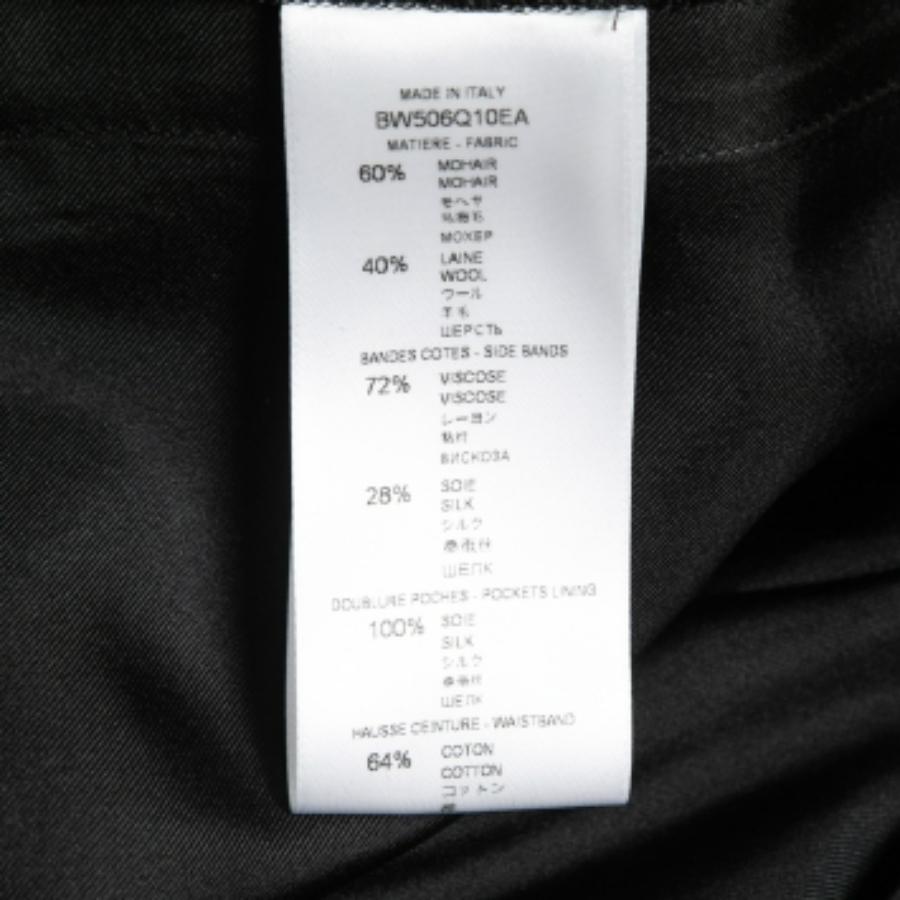 MADE IN ITALY
BW506Q10EA
MATIERE - FABRIC
60% MOHAIR
MOHAIR
モヘヤ
МОХЕР
40% LAINE
WOOL
ウール
羊毛
ШЕРСТЬ
BANDES COTES - SIDE BANDS
72% VISCOSE
VISCOSE
レーヨン
ВИСКОЗА
28% SOIE
SILK
シルク
ШЕЛК
DOUBLURE POCHES - POCKETS LINING
100% SOIE
SILK
シルク
ШЕЛК
HAUSSE CEINTURE - WAISTBAND
64% COTON
COTTON
コットン